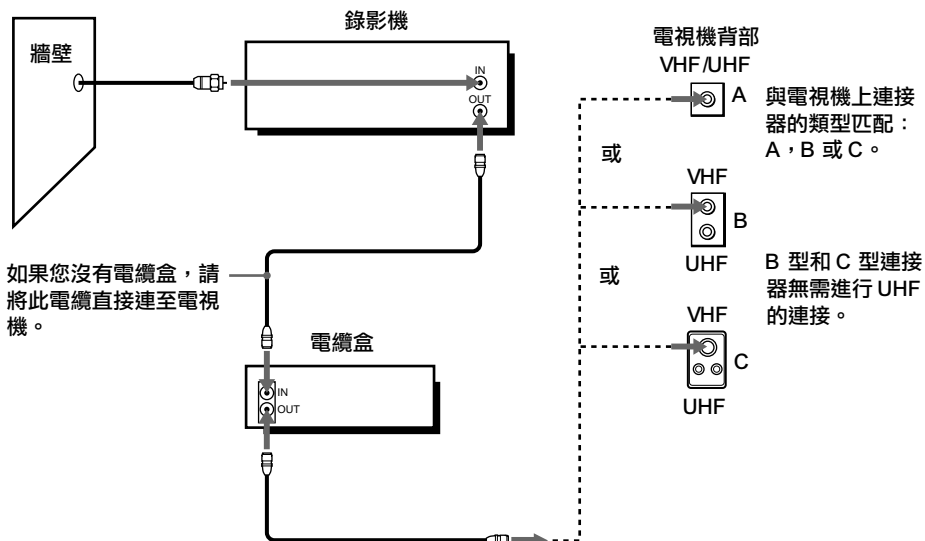 錄影機
牆壁
IN
OUT
電視機背部
VHF/UHF
A
與電視機上連接
器的類型匹配：
A，B 或 C。
或
VHF
B
UHF
B 型和 C 型連接
器無需進行 UHF
的連接。
或
VHF
C
UHF
如果您沒有電纜盒，請
將此電纜直接連至電視
機。
電纜盒
IN
OUT